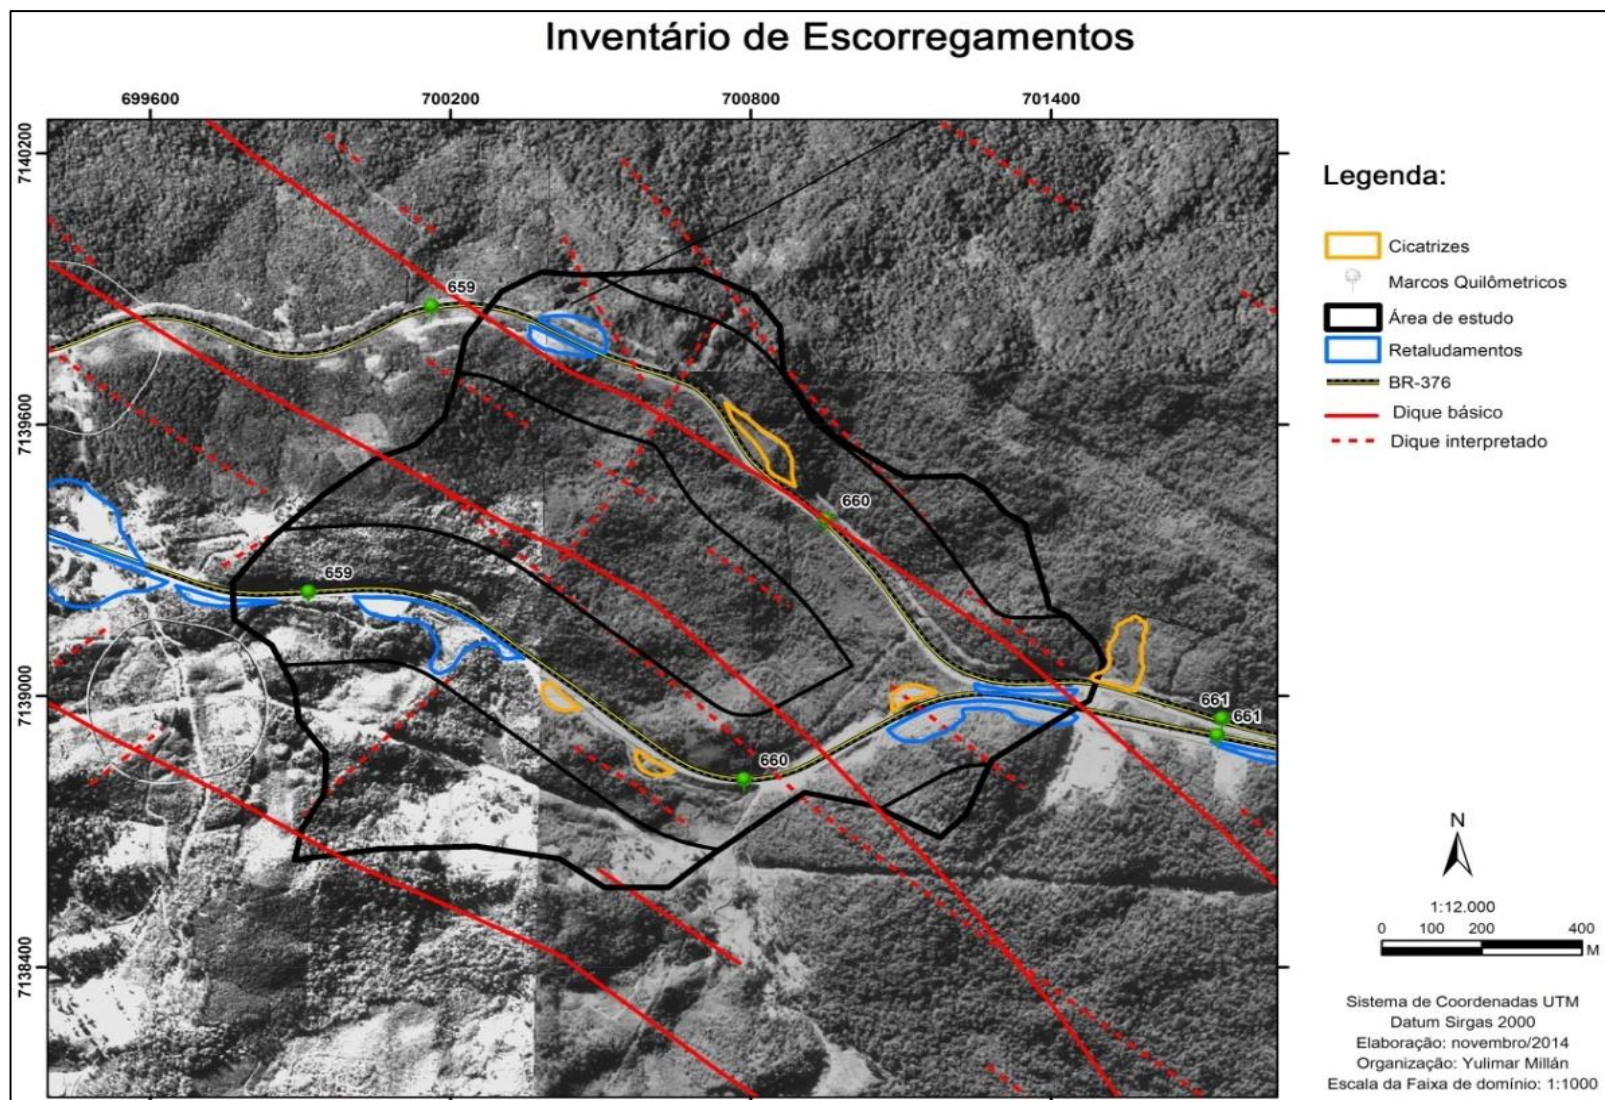 Inventário de Escorregamentos
699600 700200 700800 701400
7140200
7139600
7139000
7138400
659
660
659
660
661
661
Legenda:
Cicatrizes
Marcos Quilômetricos
Área de estudo
Retaludamentos
BR-376
Dique básico
Dique interpretado
N
1:12.000
0 100 200 400
M
Sistema de Coordenadas UTM
Datum Sirgas 2000
Elaboração: novembro/2014
Organização: Yulimar Millán
Escala da Faixa de domínio: 1:1000